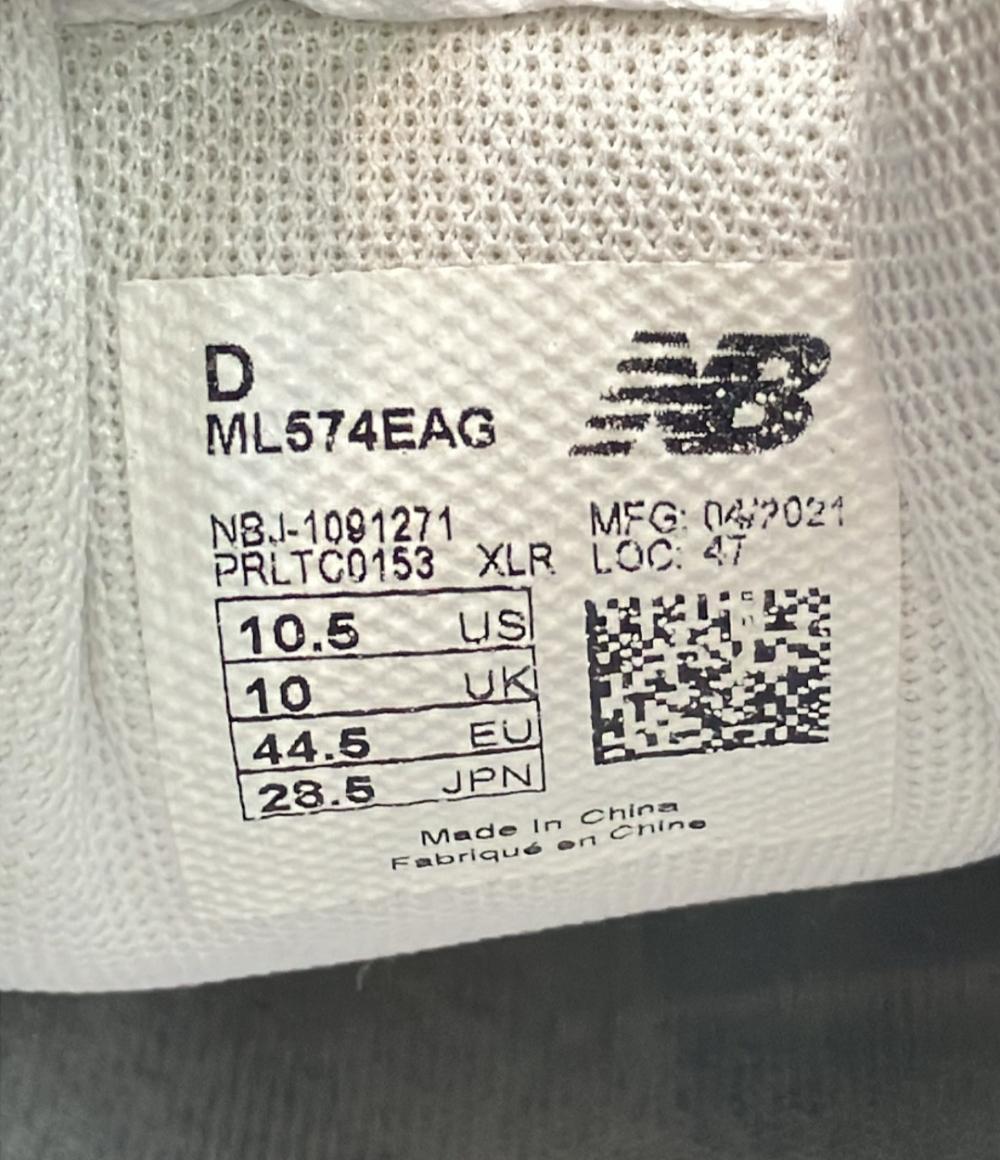 D
ML574EAG
NB
NBJ-1091271
PRLTC0153 XLR
MFG: 04/2021
LOC: 47
10.5 US
10 UK
44.5 EU
28.5 JPN
Made In China
Fabriqué en Chine